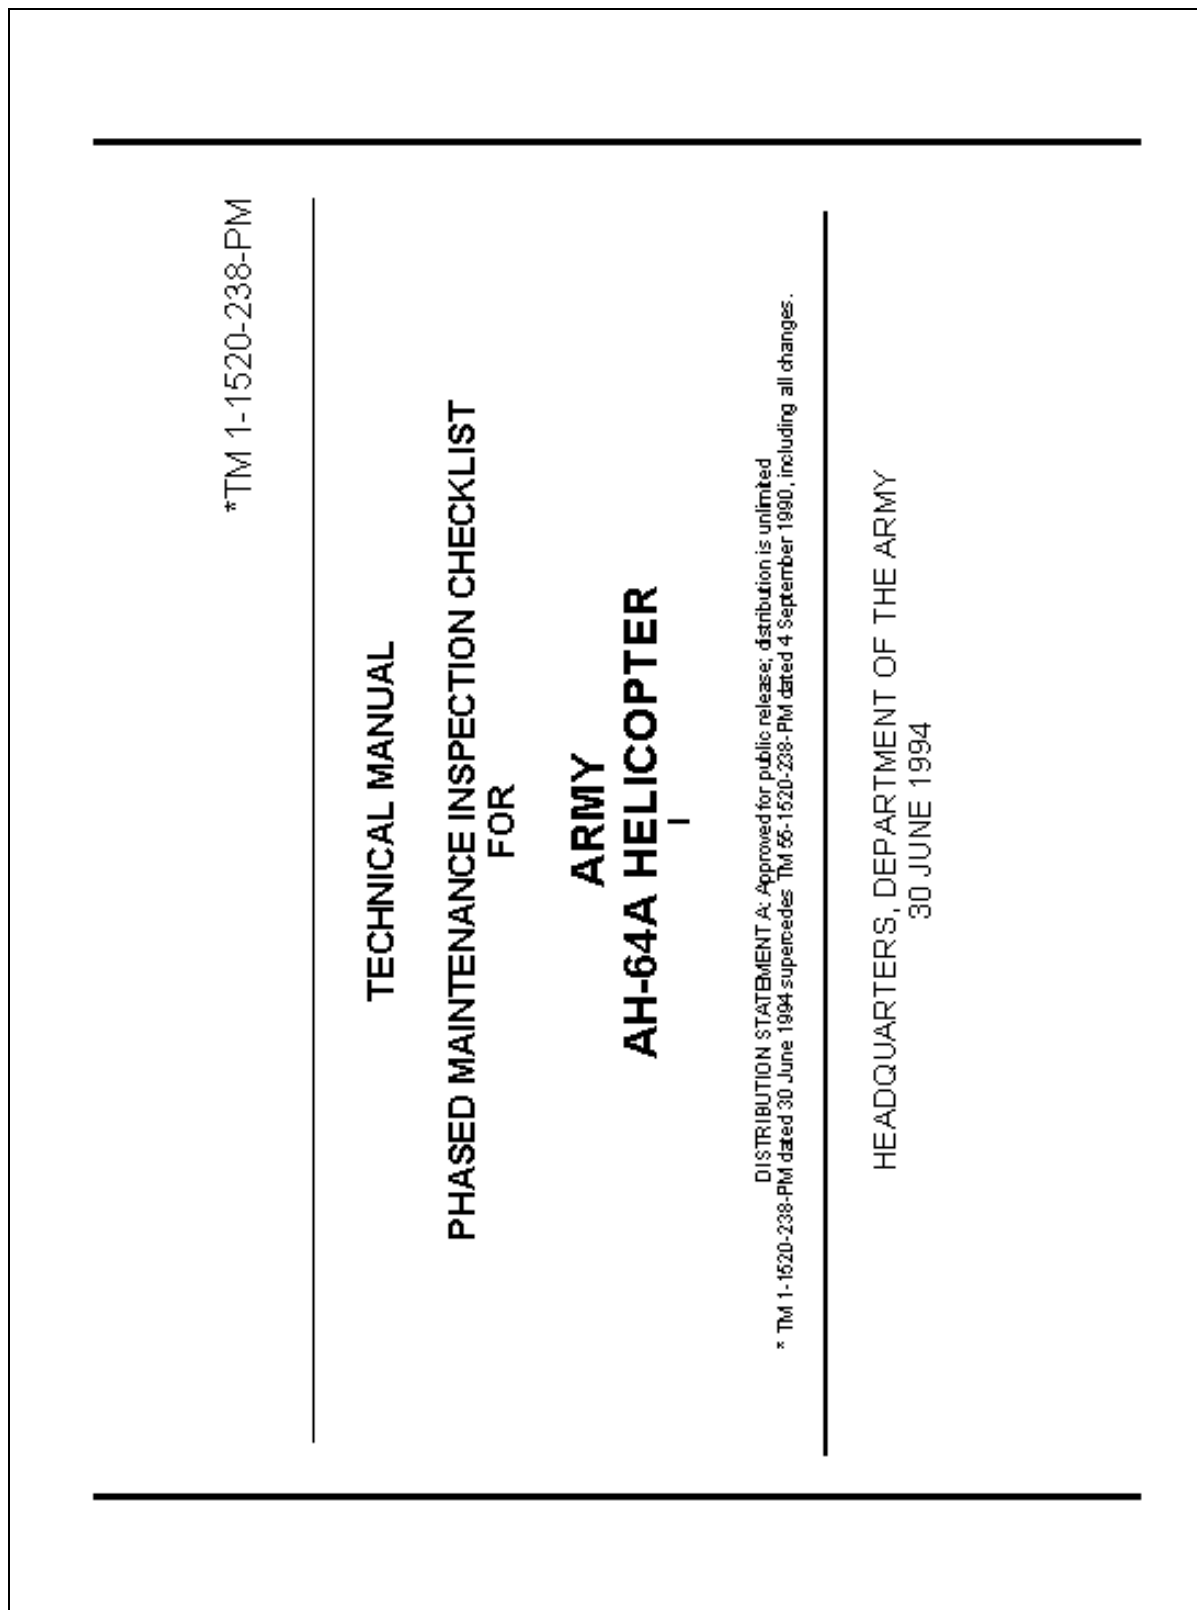 *TM 1-1520-238-PM
TECHNICAL MANUAL
PHASED MAINTENANCE INSPECTION CHECKLIST
FOR
ARMY
AH-64A HELICOPTER
DISTRIBUTION STATEMENT A: Approved for public release; distribution is unlimited
* TM 1-1520-238-PM dated 30 June 1994 supercedes TM 55-1520-238-PM dated 4 September 1990, including all changes.
HEADQUARTERS, DEPARTMENT OF THE ARMY
30 JUNE 1994